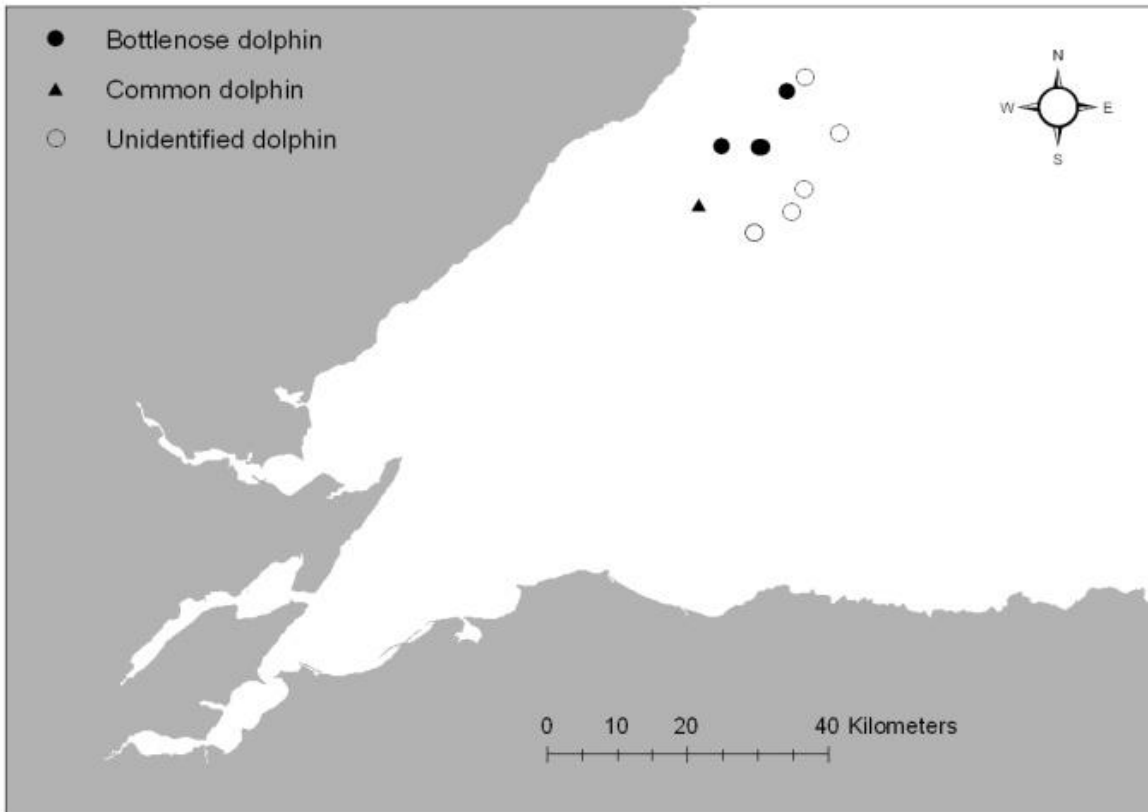 Bottlenose dolphin
Common dolphin
Unidentified dolphin
N
W E
S
0 10 20 40 Kilometers